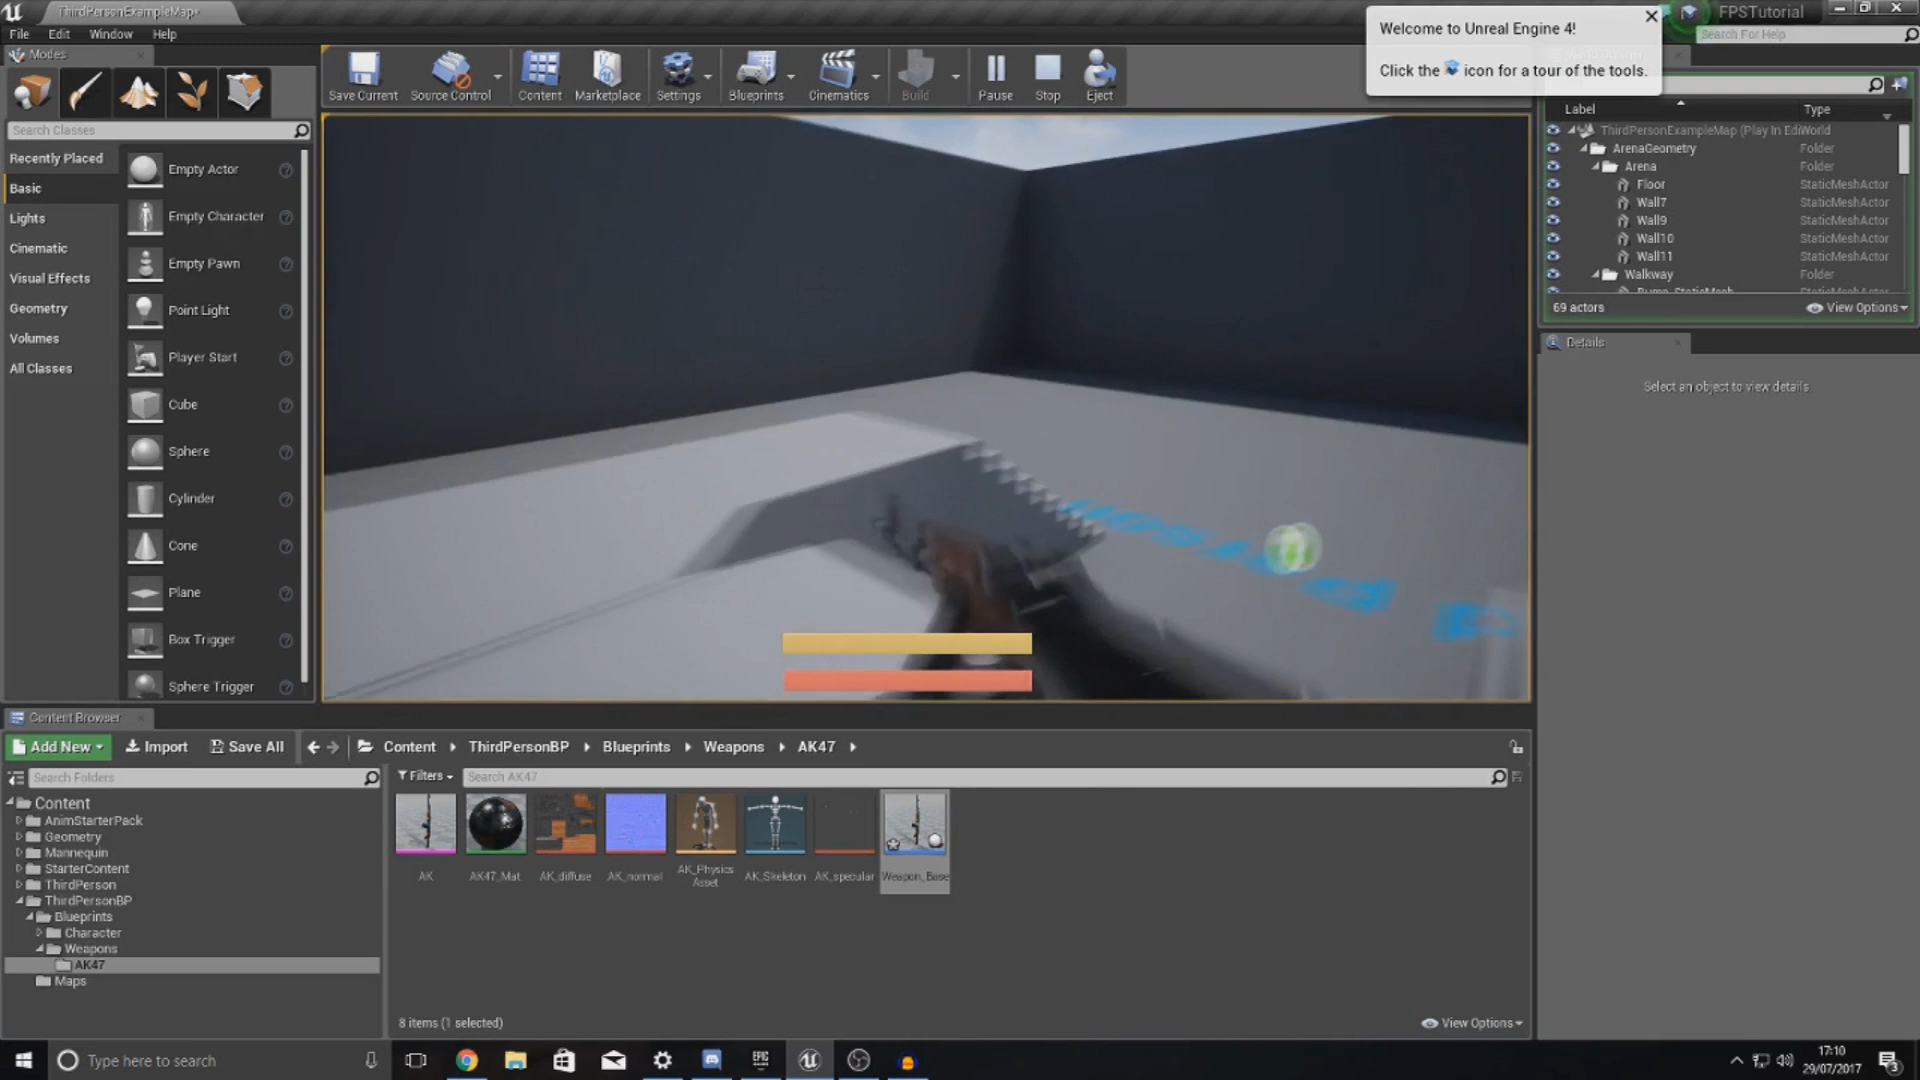 ThirdPersonExampleMap*
FPSTutorial
File Edit Window Help
Search For Help
Welcome to Unreal Engine 4!
Click the icon for a tour of the tools.
Modes
Save Current Source Control Content Marketplace Settings Blueprints Cinematics Build Pause Stop Eject
Search Classes
Recently Placed
Basic
Lights
Cinematic
Visual Effects
Geometry
Volumes
All Classes
Empty Actor
Empty Character
Empty Pawn
Point Light
Player Start
Cube
Sphere
Cylinder
Cone
Plane
Box Trigger
Sphere Trigger
Label Type
ThirdPersonExampleMap (Play In Edi World
ArenaGeometry Folder
Arena Folder
Floor StaticMeshActor
Wall7 StaticMeshActor
Wall9 StaticMeshActor
Wall10 StaticMeshActor
Wall11 StaticMeshActor
Walkway Folder
Bump_StaticMesh StaticMeshActor
69 actors View Options
Details
Select an object to view details.
Content Browser
Add New Import Save All Content ThirdPersonBP Blueprints Weapons AK47
Search Folders
Filters Search AK47
Content
AnimStarterPack
Geometry
Mannequin
StarterContent
ThirdPerson
ThirdPersonBP
Blueprints
Character
Weapons
AK47
Maps
AK
AK47_Mat
AK_diffuse
AK_normal
AK_Physics
Asset
AK_Skeleton
AK_specular
Weapon_Base
8 items (1 selected) View Options
Type here to search
EPIC
17:10
29/07/2017
3